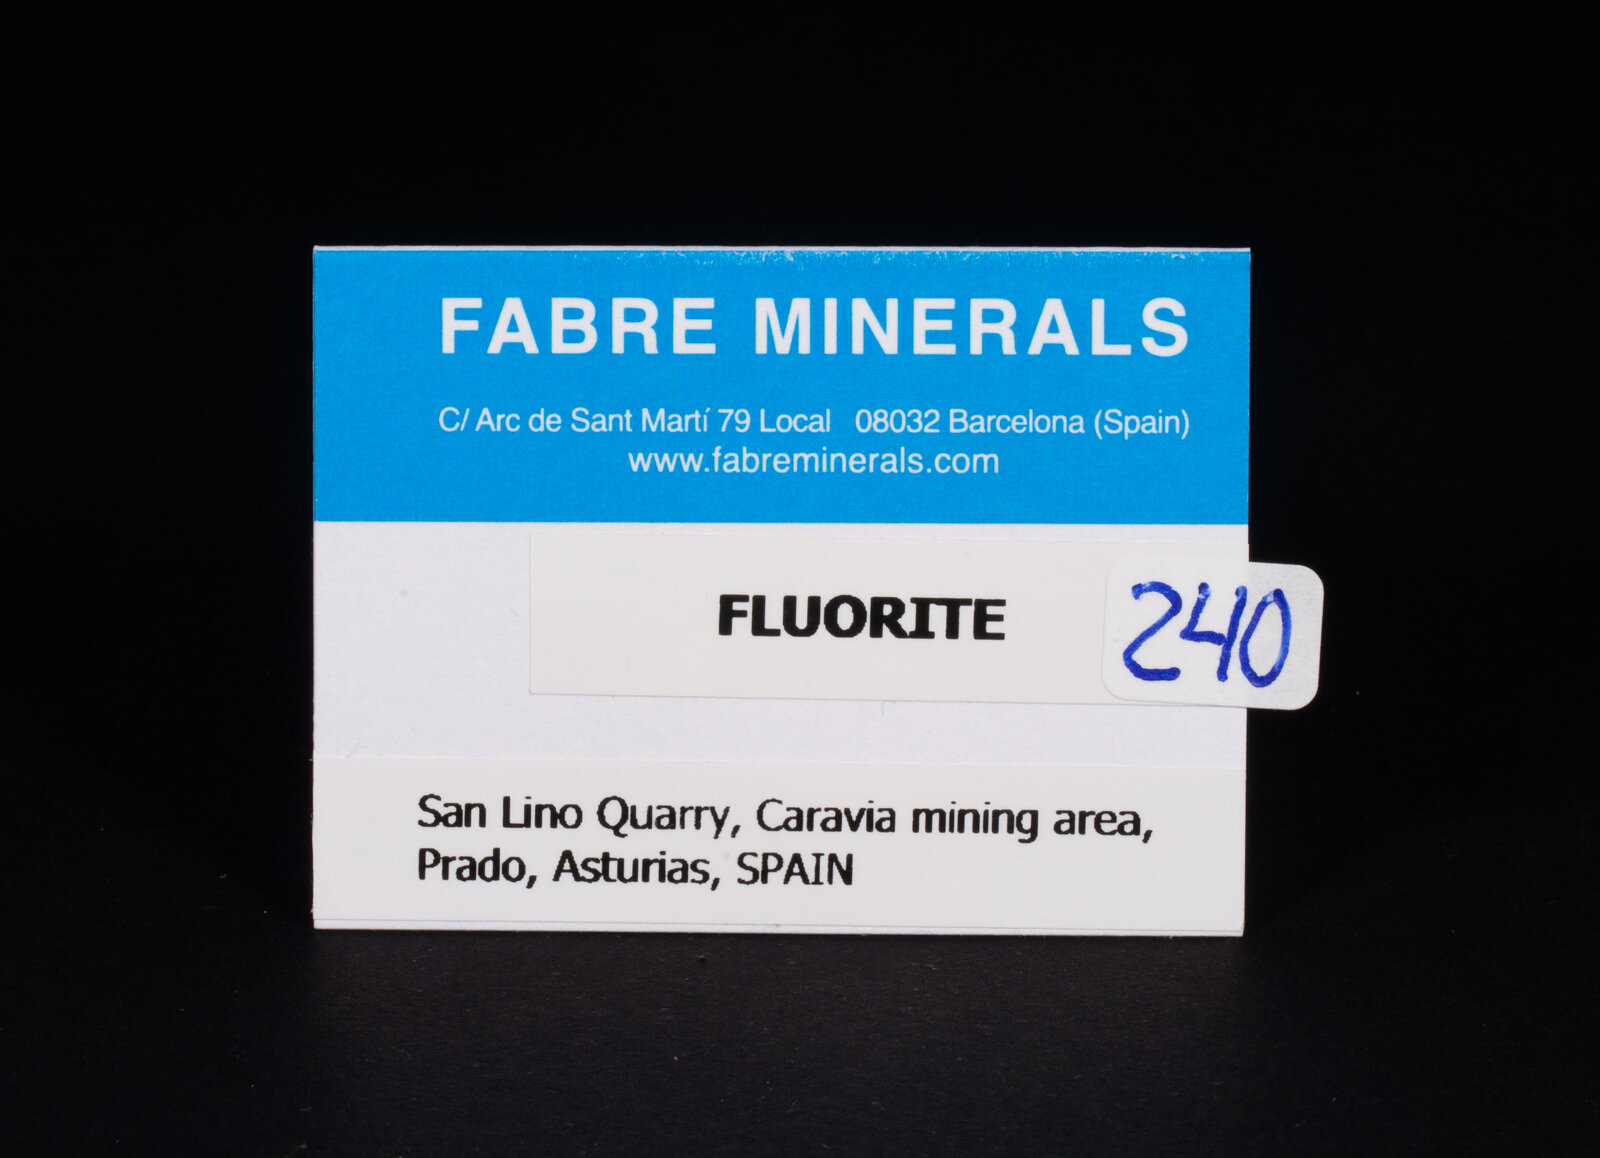 FABRE MINERALS
C/ Arc de Sant Martí 79 Local 08032 Barcelona (Spain)
www.fabreminerals.com
FLUORITE
240
San Lino Quarry, Caravia mining area,
Prado, Asturias, SPAIN